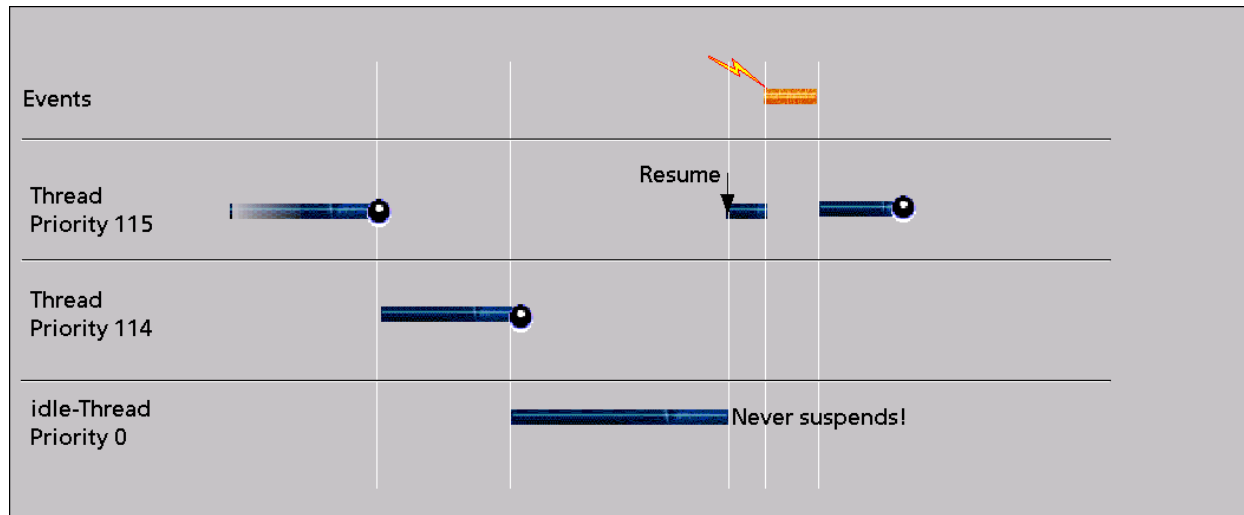 Events
Resume
Thread
Priority 115
Thread
Priority 114
idle-Thread
Priority 0
Never suspends!